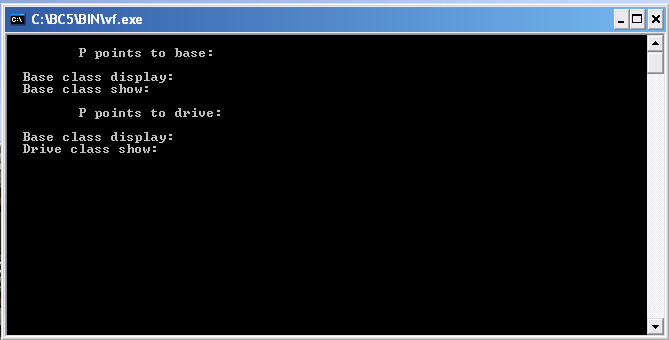 C:\BC5\BIN\vf.exe
P points to base:
Base class display:
Base class show:
P points to drive:
Base class display:
Drive class show: